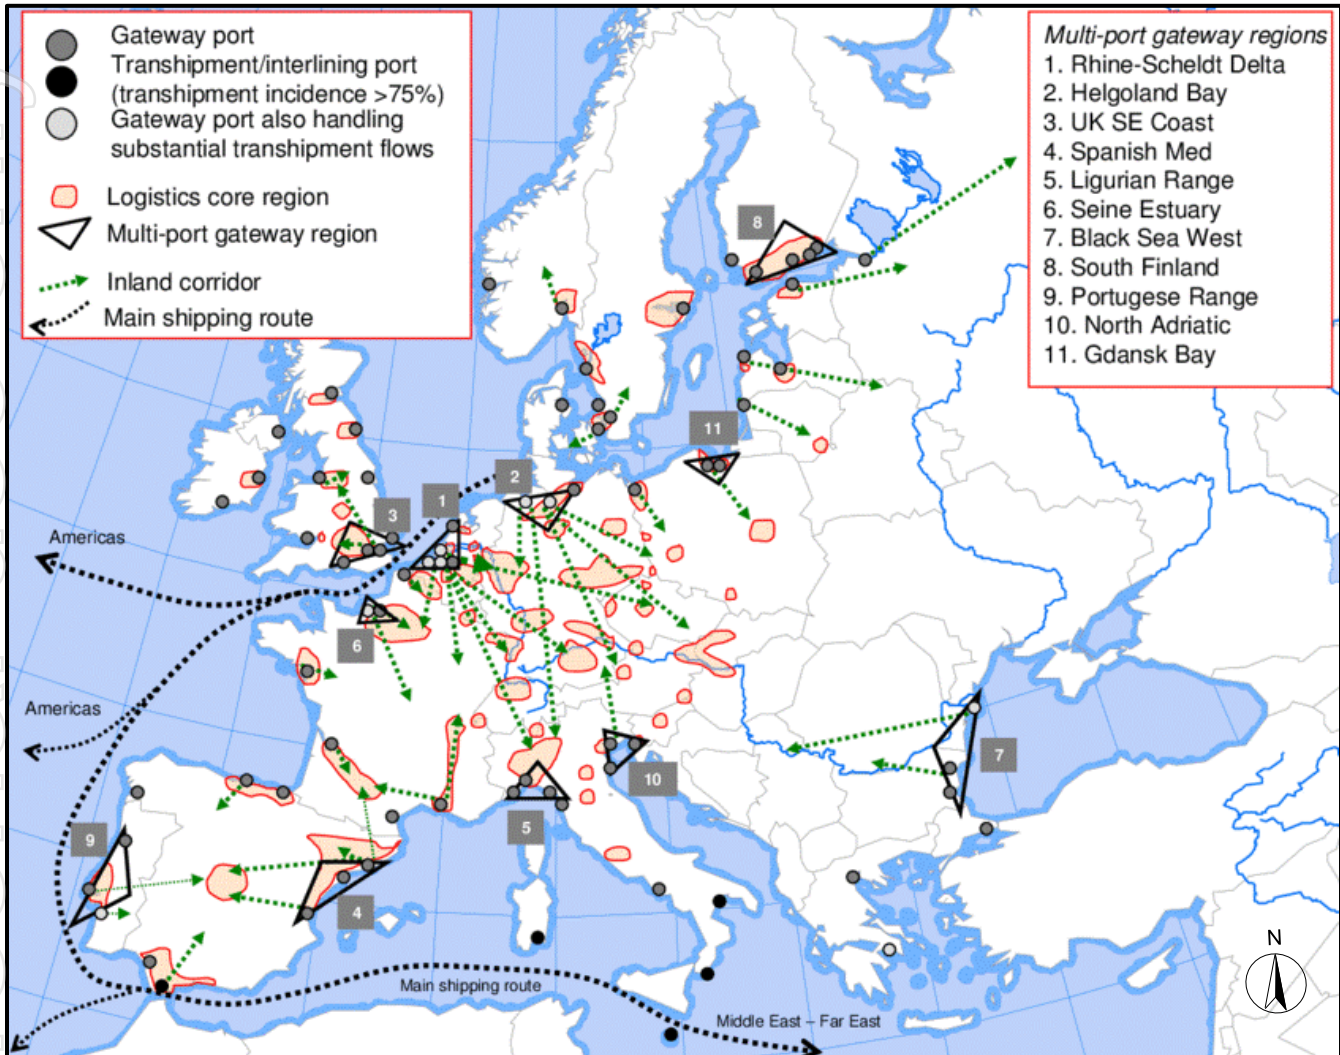 Gateway port
Transhipment/interlining port
(transhipment incidence >75%)
Gateway port also handling
substantial transhipment flows
Logistics core region
Multi-port gateway region
Inland corridor
Main shipping route
Multi-port gateway regions
1. Rhine-Scheldt Delta
2. Helgoland Bay
3. UK SE Coast
4. Spanish Med
5. Ligurian Range
6. Seine Estuary
7. Black Sea West
8. South Finland
9. Portugese Range
10. North Adriatic
11. Gdansk Bay
8
11
2
1
3
Americas
6
Americas
7
10
5
9
4
N
Main shipping route
Middle East – Far East